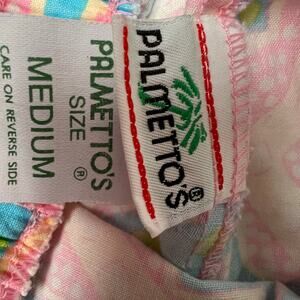 PALMETTO'S®
PALMETTO'S
SIZE ®
MEDIUM
CARE ON REVERSE SIDE